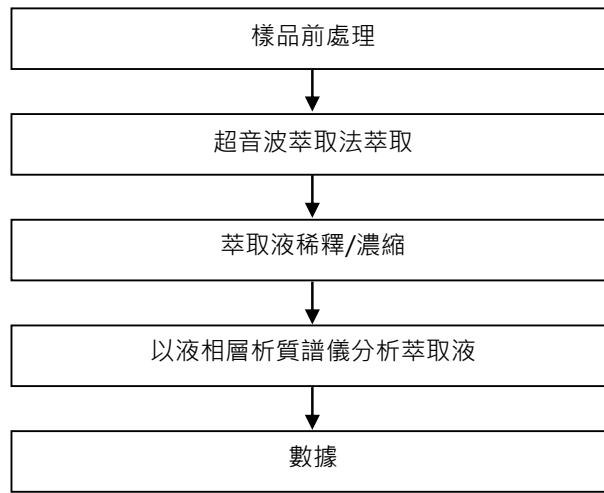 樣品前處理
超音波萃取法萃取
萃取液稀釋/濃縮
以液相層析質譜儀分析萃取液
數據